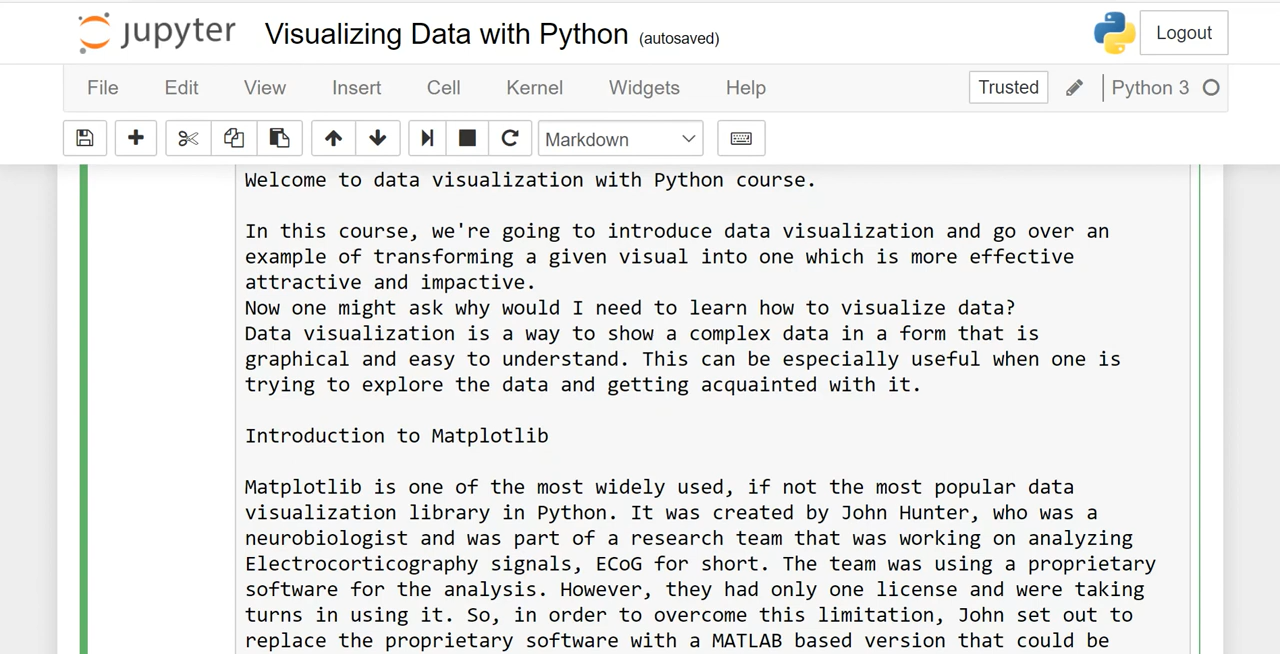 jupyter Visualizing Data with Python (autosaved) Logout
File Edit View Insert Cell Kernel Widgets Help Trusted Python 3
Markdown
Welcome to data visualization with Python course.
In this course, we're going to introduce data visualization and go over an
example of transforming a given visual into one which is more effective
attractive and impactive.
Now one might ask why would I need to learn how to visualize data?
Data visualization is a way to show a complex data in a form that is
graphical and easy to understand. This can be especially useful when one is
trying to explore the data and getting acquainted with it.
Introduction to Matplotlib
Matplotlib is one of the most widely used, if not the most popular data
visualization library in Python. It was created by John Hunter, who was a
neurobiologist and was part of a research team that was working on analyzing
Electrocorticography signals, ECoG for short. The team was using a proprietary
software for the analysis. However, they had only one license and were taking
turns in using it. So, in order to overcome this limitation, John set out to
replace the proprietary software with a MATLAB based version that could be